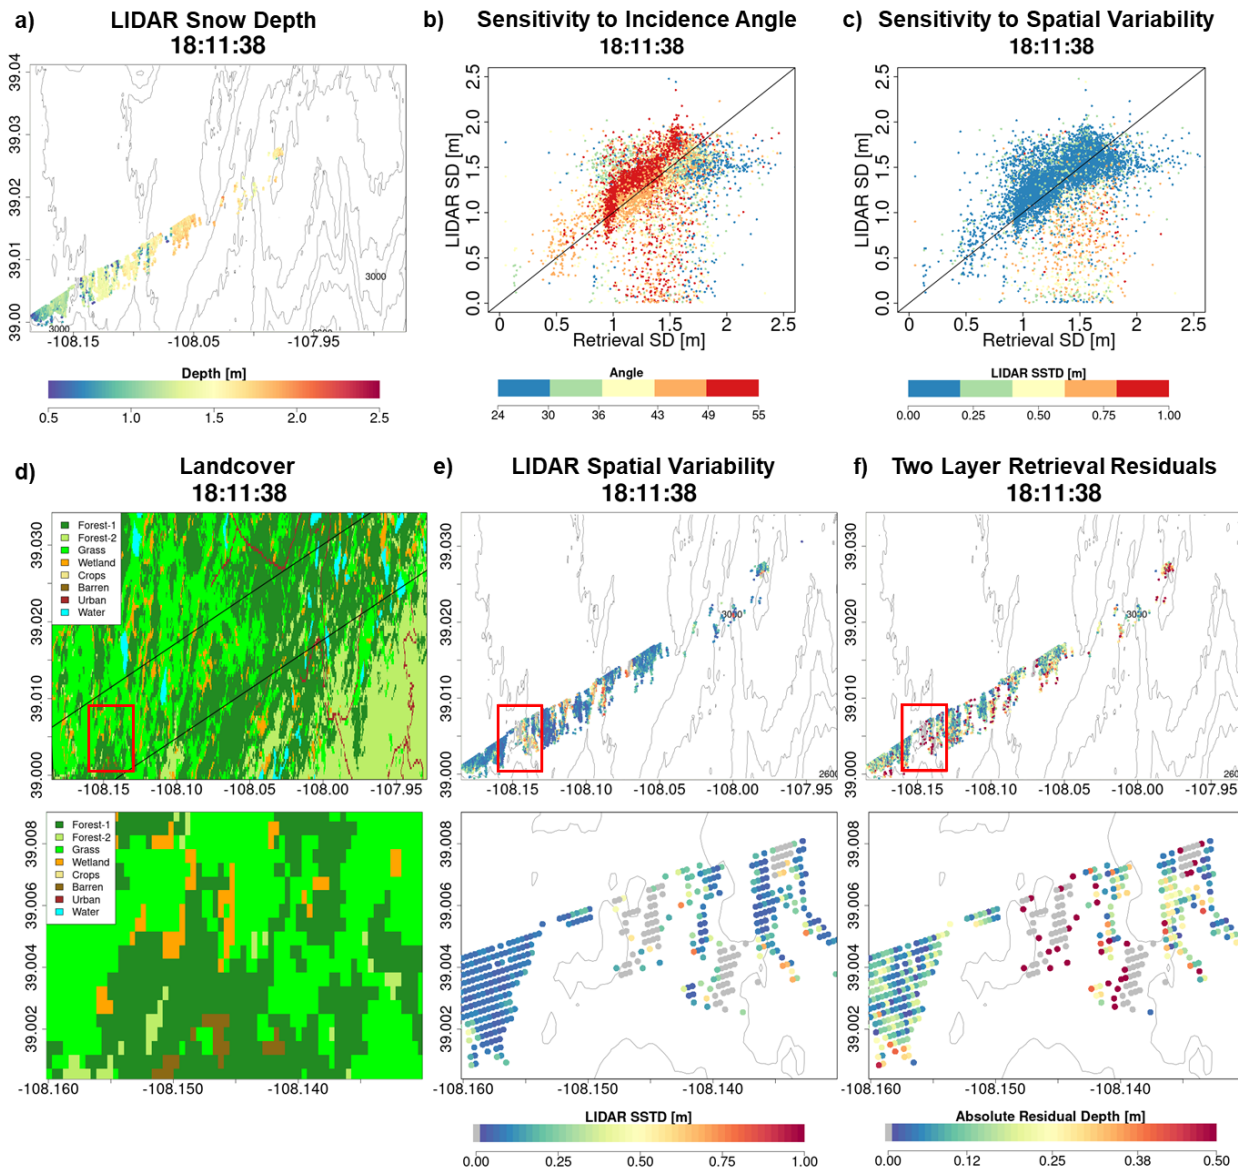 a) LIDAR Snow Depth
18:11:38
39.04
39.03
39.02
39.01
39.00
3000
3000
-108.15 -108.05 -107.95
Depth [m]
0.5 1.0 1.5 2.0 2.5
b) Sensitivity to Incidence Angle
18:11:38
LIDAR SD [m]
2.5
2.0
1.5
1.0
0.5
0.0
0 0.5 1.0 1.5 2.0 2.5
Retrieval SD [m]
Angle
24 30 36 43 49 55
c) Sensitivity to Spatial Variability
18:11:38
LIDAR SD [m]
2.5
2.0
1.5
1.0
0.5
0.0
0 0.5 1.0 1.5 2.0 2.5
Retrieval SD [m]
LIDAR SSTD [m]
0.00 0.25 0.50 0.75 1.00
d) Landcover
18:11:38
Forest-1
Forest-2
Grass
Wetland
Crops
Barren
Urban
Water
39.030
39.020
39.010
39.000
-108.15 -108.10 -108.05 -108.00 -107.95
Forest-1
Forest-2
Grass
Wetland
Crops
Barren
Urban
Water
39.008
39.006
39.004
39.002
-108.160 -108.150 -108.140
e) LIDAR Spatial Variability
18:11:38
39.030
39.020
39.010
39.000
3000
2600
-108.15 -108.10 -108.05 -108.00 -107.95
39.008
39.006
39.004
39.002
-108.160 -108.150 -108.140
LIDAR SSTD [m]
0.00 0.25 0.50 0.75 1.00
f) Two Layer Retrieval Residuals
18:11:38
39.030
39.020
39.010
39.000
3000
-108.15 -108.10 -108.05 -108.00 -107.95
39.008
39.006
39.004
39.002
-108.160 -108.150 -108.140
Absolute Residual Depth [m]
0.00 0.12 0.25 0.38 0.50